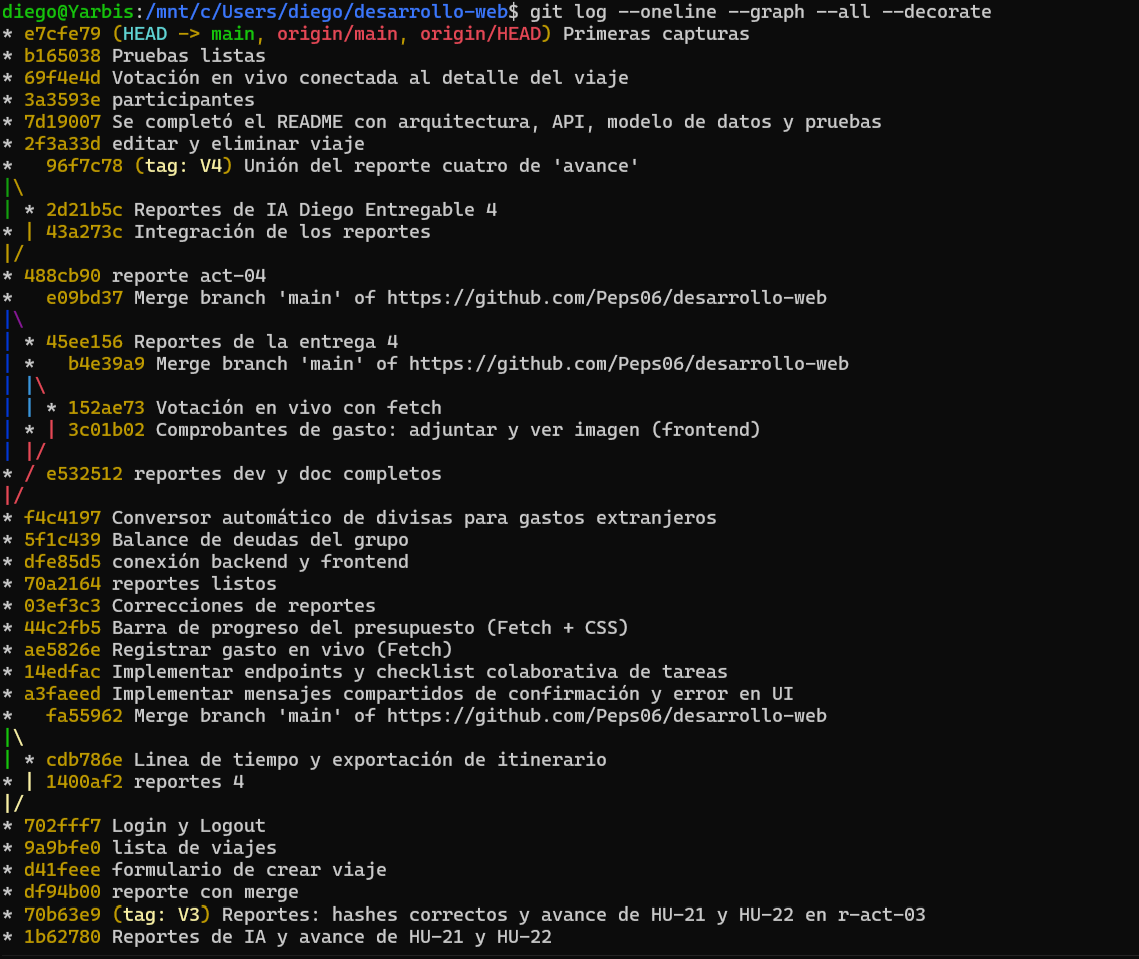 diego@Yarbis:/mnt/c/Users/diego/desarrollo-web$ git log --oneline --graph --all --decorate
* e7cfe79 (HEAD -> main, origin/main, origin/HEAD) Primeras capturas
* b165038 Pruebas listas
* 69f4e4d Votación en vivo conectada al detalle del viaje
* 3a3593e participantes
* 7d19007 Se completó el README con arquitectura, API, modelo de datos y pruebas
* 2f3a33d editar y eliminar viaje
*   96f7c78 (tag: V4) Unión del reporte cuatro de 'avance'
|\
| * 2d21b5c Reportes de IA Diego Entregable 4
* | 43a273c Integración de los reportes
|/
* 488cb90 reporte act-04
*   e09bd37 Merge branch 'main' of https://github.com/Peps06/desarrollo-web
|\
| * 45ee156 Reportes de la entrega 4
| *   b4e39a9 Merge branch 'main' of https://github.com/Peps06/desarrollo-web
| |\
| | * 152ae73 Votación en vivo con fetch
| * | 3c01b02 Comprobantes de gasto: adjuntar y ver imagen (frontend)
| |/
* / e532512 reportes dev y doc completos
|/
* f4c4197 Conversor automático de divisas para gastos extranjeros
* 5f1c439 Balance de deudas del grupo
* dfe85d5 conexión backend y frontend
* 70a2164 reportes listos
* 03ef3c3 Correcciones de reportes
* 44c2fb5 Barra de progreso del presupuesto (Fetch + CSS)
* ae5826e Registrar gasto en vivo (Fetch)
* 14edfac Implementar endpoints y checklist colaborativa de tareas
* a3faeed Implementar mensajes compartidos de confirmación y error en UI
*   fa55962 Merge branch 'main' of https://github.com/Peps06/desarrollo-web
|\
| * cdb786e Linea de tiempo y exportación de itinerario
* | 1400af2 reportes 4
|/
* 702fff7 Login y Logout
* 9a9bfe0 lista de viajes
* d41feee formulario de crear viaje
* df94b00 reporte con merge
* 70b63e9 (tag: V3) Reportes: hashes correctos y avance de HU-21 y HU-22 en r-act-03
* 1b62780 Reportes de IA y avance de HU-21 y HU-22